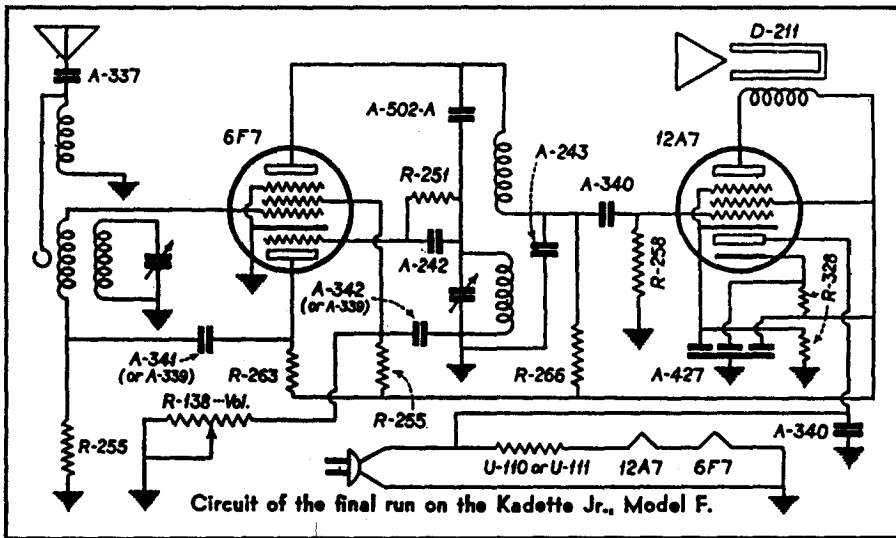 D-211
A-337
A-502-A
6F7
A-243
12A7
R-251
A-340
A-242
R-258
R-328
A-342
(or A-339)
A-341
(or A-339)
R-263
R-266
A-427
R-138-Vol.
R-255
R-255
A-340
U-110 or U-111
12A7
6F7
Circuit of the final run on the Kadette Jr., Model F.